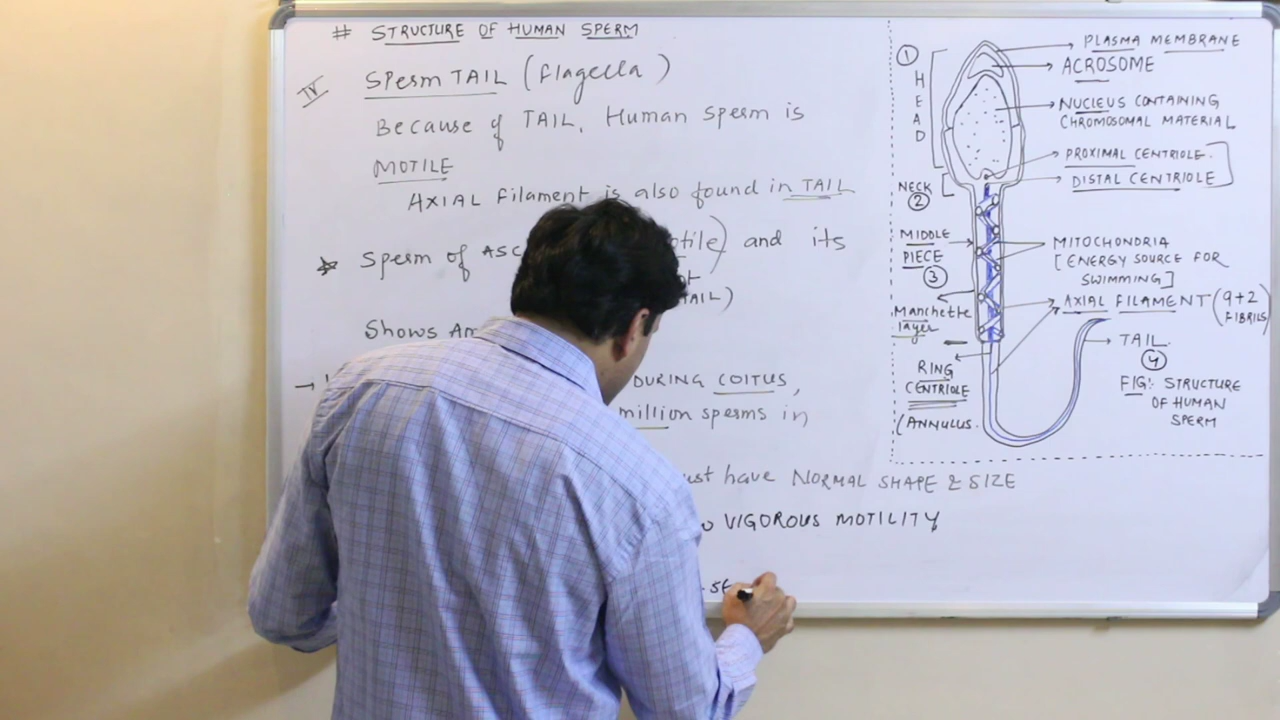 # STRUCTURE OF HUMAN SPERM
IV SPERM TAIL (flagella)
BECAUSE of TAIL, Human sperm is
MOTILE
AXIAL filament is also found in TAIL
Sperm of ASC
otile) and its
TAIL)
Shows
DURING COITUS,
million sperms in
ust have NORMAL SHAPE & SIZE
VIGOROUS MOTILITY
SE
① HEAD
NECK
②
MIDDLE
PIECE
③
Manchette
layer
RING
CENTRIOLE
(ANNULUS.
PLASMA MEMBRANE
ACROSOME
NUCLEUS CONTAINING
CHROMOSOMAL MATERIAL
PROXIMAL CENTRIOLE.
DISTAL CENTRIOLE
MITOCHONDRIA
[ENERGY SOURCE FOR
SWIMMING]
AXIAL FILAMENT (9+2
FIBRILS)
TAIL.
④
FIG: STRUCTURE
OF HUMAN
SPERM